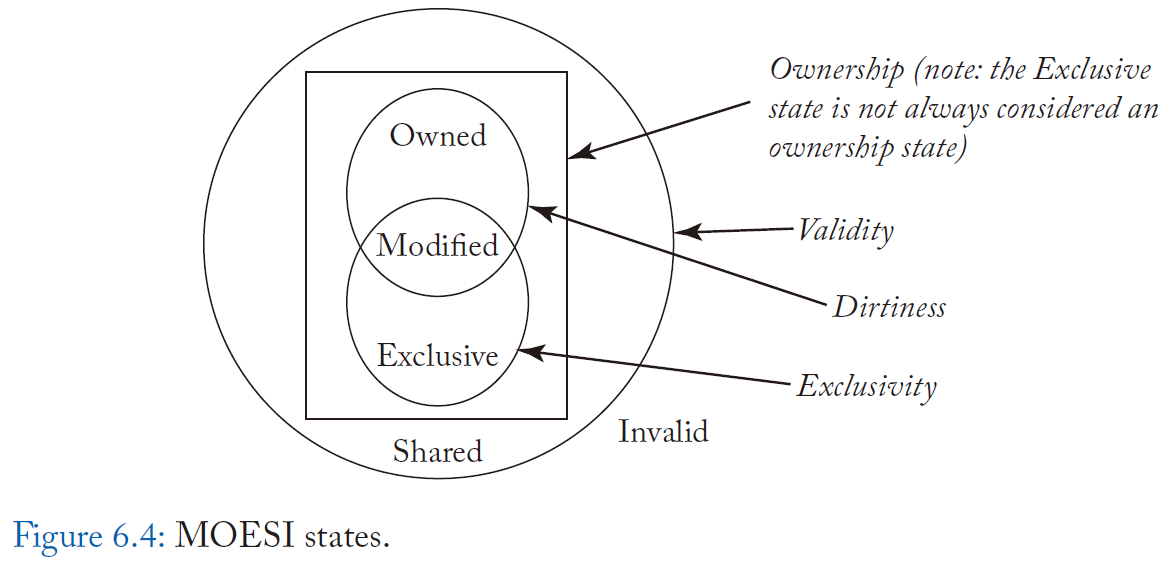 Ownership (note: the Exclusive
state is not always considered an
ownership state)
Owned
Modified
Validity
Dirtiness
Exclusive
Exclusivity
Invalid
Shared
Figure 6.4: MOESI states.